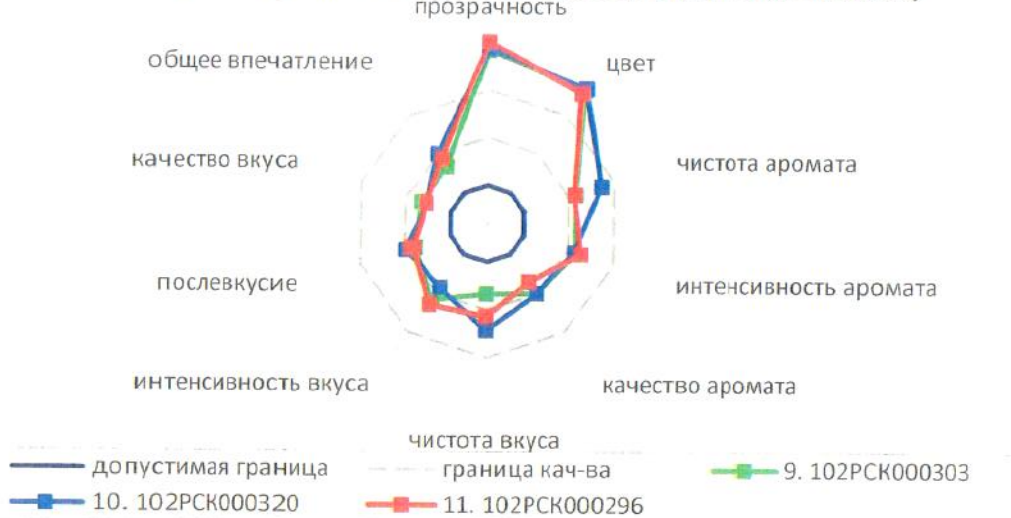 прозрачность
общее впечатление
цвет
качество вкуса
чистота аромата
послевкусие
интенсивность аромата
интенсивность вкуса
качество аромата
чистота вкуса
допустимая граница
граница кач-ва
9. 102РСК000303
10. 102РСК000320
11. 102РСК000296